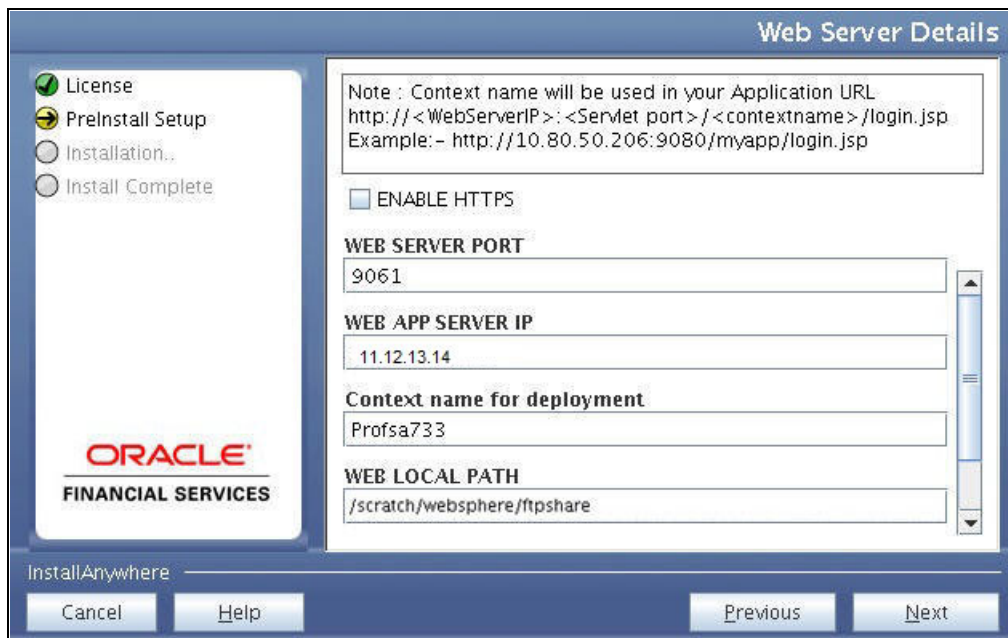 Web Server Details
License
PreInstall Setup
Installation..
Install Complete
ORACLE®
FINANCIAL SERVICES
Note : Context name will be used in your Application URL
http://<WebServerIP>:<Servlet port>/<contextname>/login.jsp
Example:- http://10.80.50.206:9080/myapp/login.jsp
ENABLE HTTPS
WEB SERVER PORT
9061
WEB APP SERVER IP
11.12.13.14
Context name for deployment
Profsa733
WEB LOCAL PATH
/scratch/websphere/ftpshare
InstallAnywhere
Cancel
Help
Previous
Next